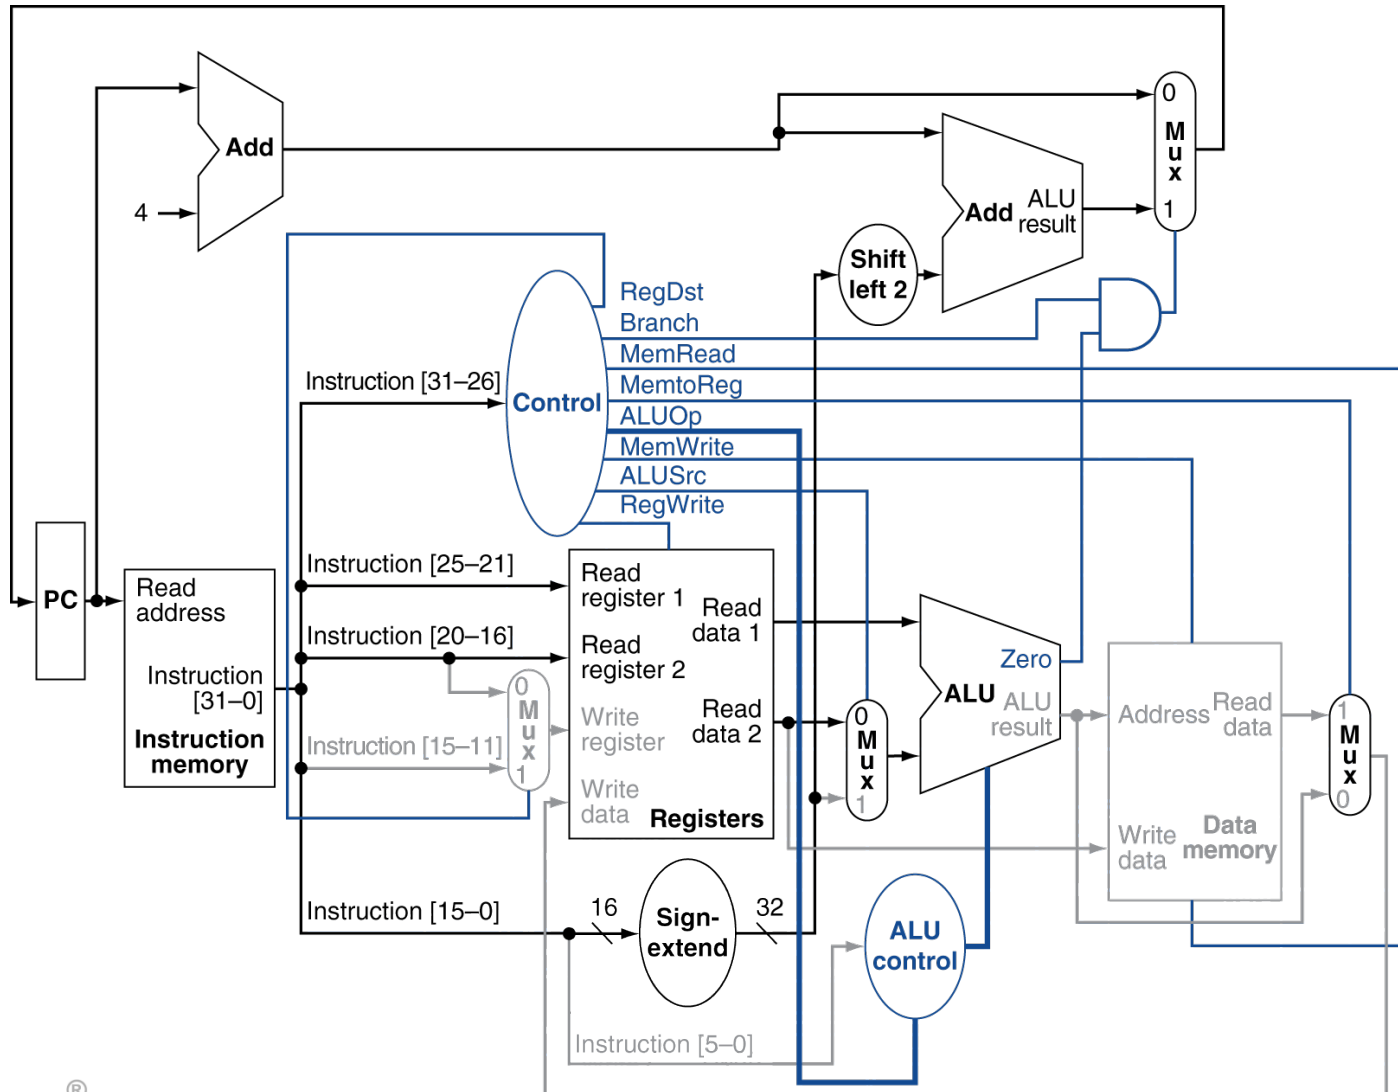 0
M
u
x
1
Add
4
Add
ALU
result
Shift
left 2
RegDst
Branch
MemRead
MemtoReg
ALUOp
MemWrite
ALUSrc
RegWrite
Control
Instruction [31–26]
Instruction [25–21]
Instruction [20–16]
Instruction [15–11]
Instruction [15–0]
Instruction [5–0]
PC
Read
address
Instruction
[31–0]
Instruction
memory
0
M
u
x
1
Read
register 1
Read
register 2
Write
register
Write
data
Read
data 1
Read
data 2
Registers
0
M
u
x
1
Zero
ALU
ALU
result
Address
Read
data
Write
data
Data
memory
1
M
u
x
0
16
Sign-
extend
32
ALU
control
®